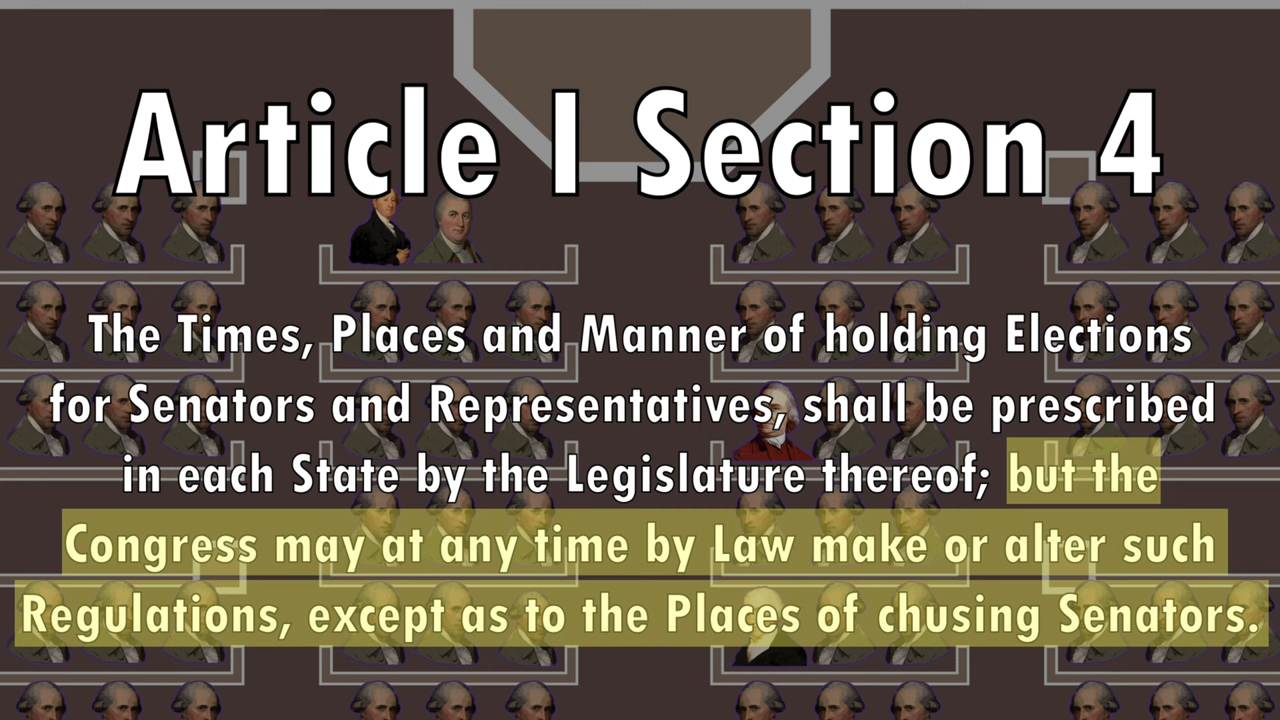 Article I Section 4
The Times, Places and Manner of holding Elections
for Senators and Representatives, shall be prescribed
in each State by the Legislature thereof; but the
Congress may at any time by Law make or alter such
Regulations, except as to the Places of chusing Senators.